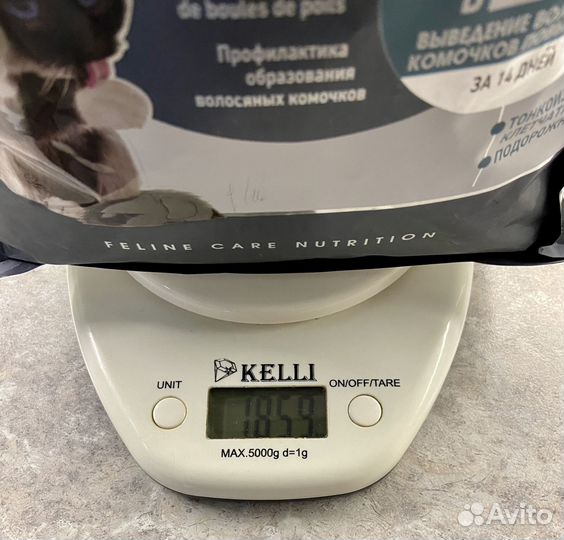 de boules de poils
Профилактика
образования
волосяных комочков
В
ВЫВЕДЕНИЕ
ЗА 14 ДНЕЙ
FELINE CARE NUTRITION
KELLI
UNIT
ON/OFF/TARE
1859
MAX.5000g d=1g
Avito